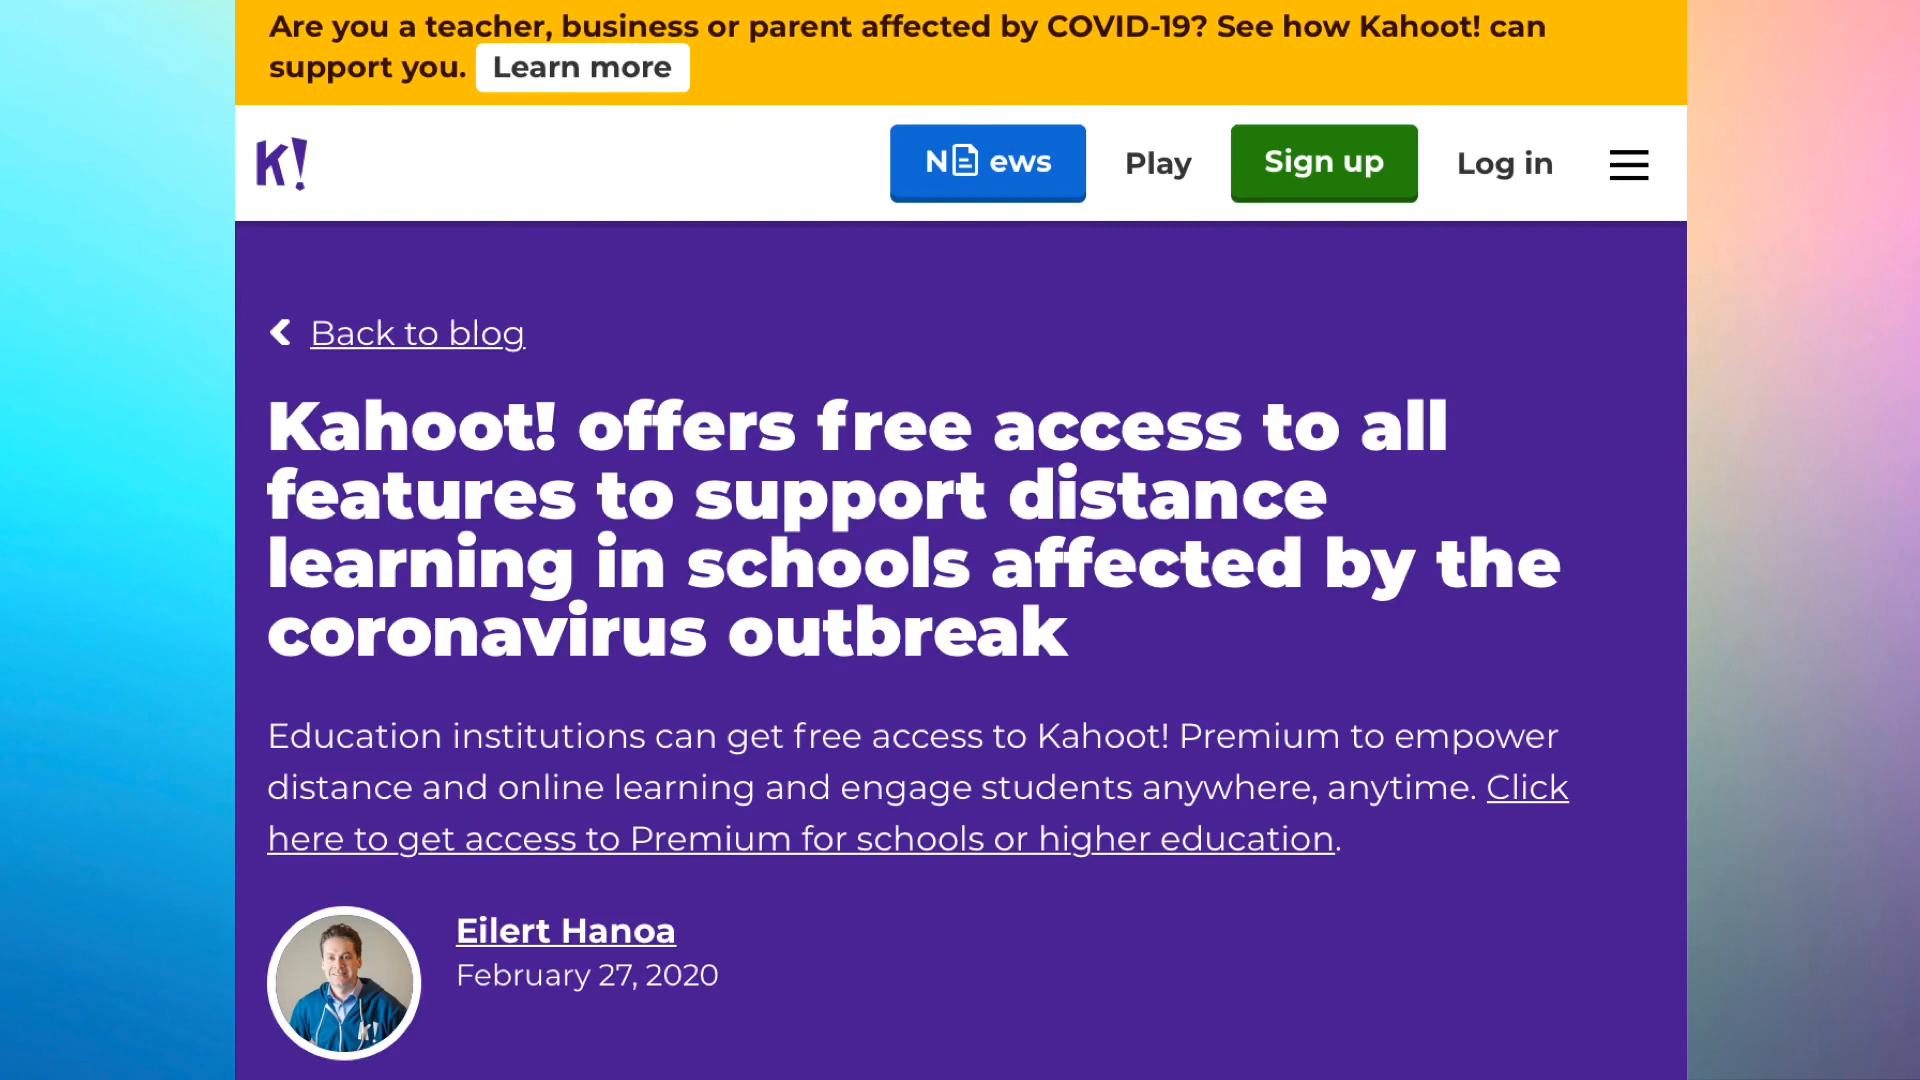 Are you a teacher, business or parent affected by COVID-19? See how Kahoot! can
support you. Learn more
K!
News Play Sign up Log in
Back to blog
Kahoot! offers free access to all
features to support distance
learning in schools affected by the
coronavirus outbreak
Education institutions can get free access to Kahoot! Premium to empower
distance and online learning and engage students anywhere, anytime. Click
here to get access to Premium for schools or higher education.
Eilert Hanoa
February 27, 2020
K!